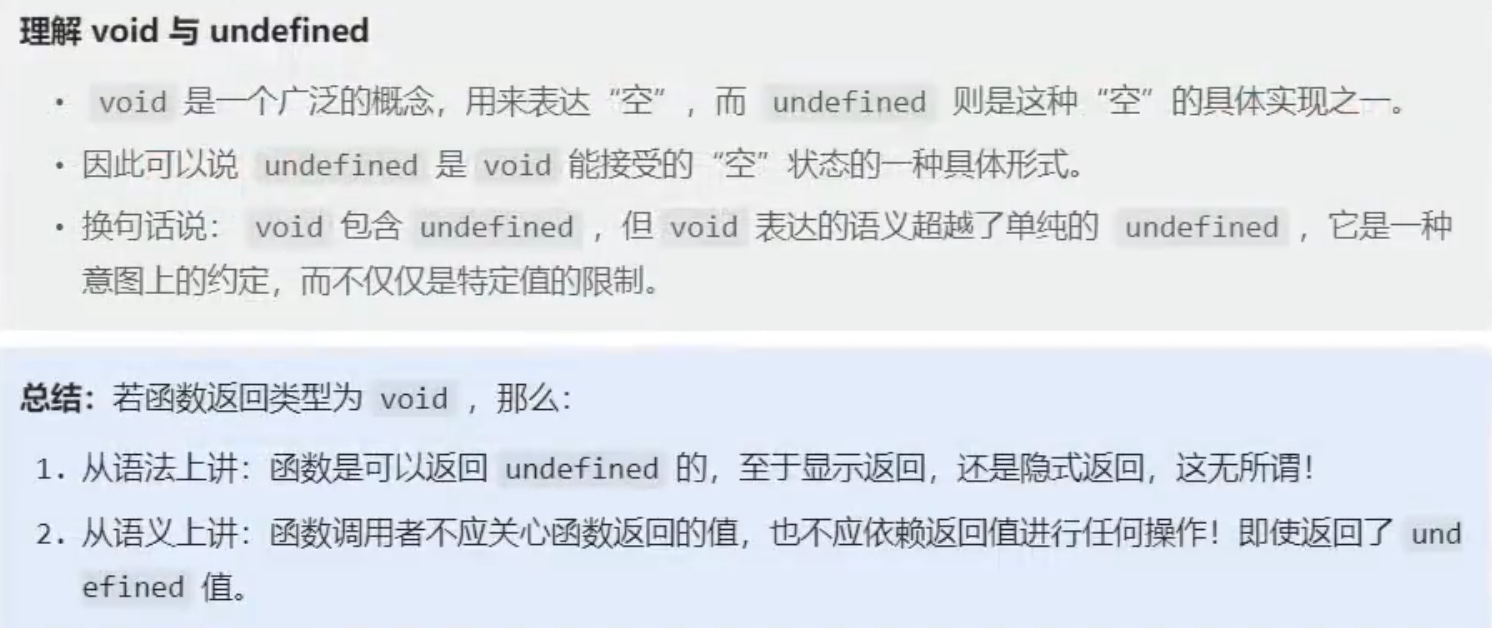 理解 void 与 undefined
• void 是一个广泛的概念，用来表达“空”，而 undefined 则是这种“空”的具体实现之一。
• 因此可以说 undefined 是 void 能接受的“空”状态的一种具体形式。
• 换句话说： void 包含 undefined ，但 void 表达的语义超越了单纯的 undefined ，它是一种
意图上的约定，而不仅仅是特定值的限制。
总结：若函数返回类型为 void ，那么：
1. 从语法上讲：函数是可以返回 undefined 的，至于显示返回，还是隐式返回，这无所谓！
2. 从语义上讲：函数调用者不应关心函数返回的值，也不应依赖返回值进行任何操作！即使返回了 und
efined 值。